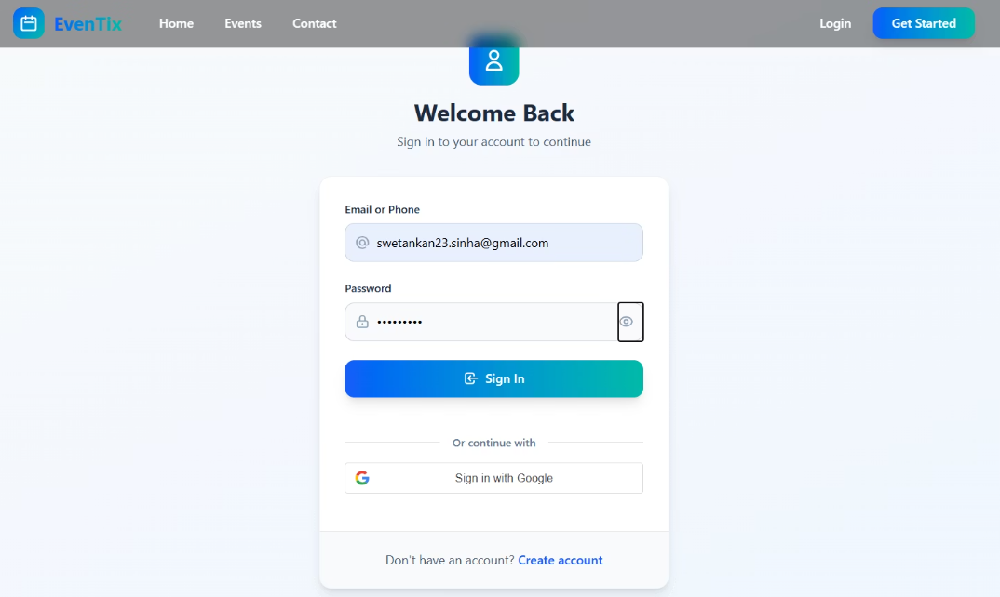 EvenTix Home Events Contact Login Get Started
Welcome Back
Sign in to your account to continue
Email or Phone
@ swetankan23.sinha@gmail.com
Password
•••••••••
Sign In
Or continue with
G Sign in with Google
Don't have an account? Create account